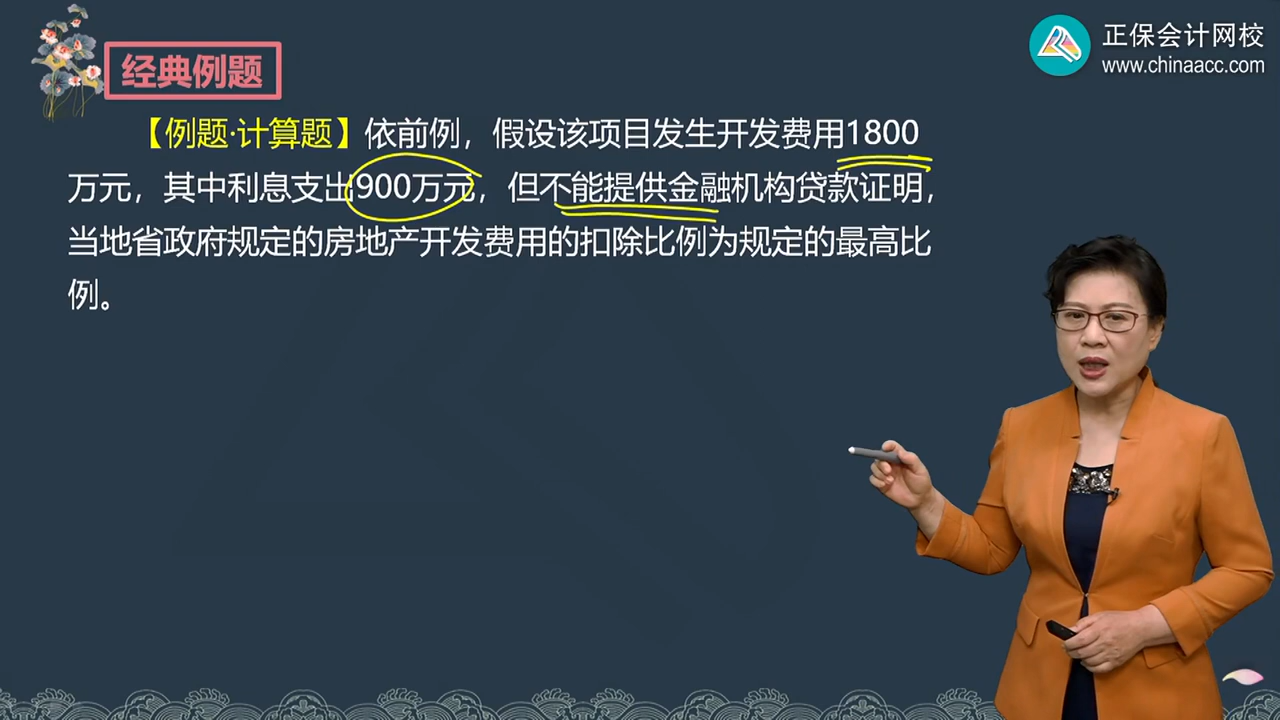 正保会计网校
www.chinaacc.com
经典例题
【例题·计算题】依前例，假设该项目发生开发费用1800
万元，其中利息支出900万元，但不能提供金融机构贷款证明，
当地省政府规定的房地产开发费用的扣除比例为规定的最高比
例。